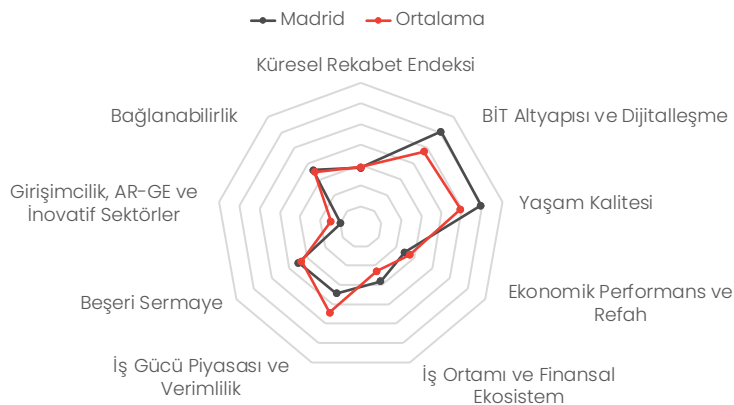 Madrid
Ortalama
Küresel Rekabet Endeksi
BİT Altyapısı ve Dijitalleşme
Yaşam Kalitesi
Ekonomik Performans ve
Refah
İş Ortamı ve Finansal
Ekosistem
İş Gücü Piyasası ve
Verimlilik
Beşeri Sermaye
Girişimcilik, AR-GE ve
İnovatif Sektörler
Bağlanabilirlik